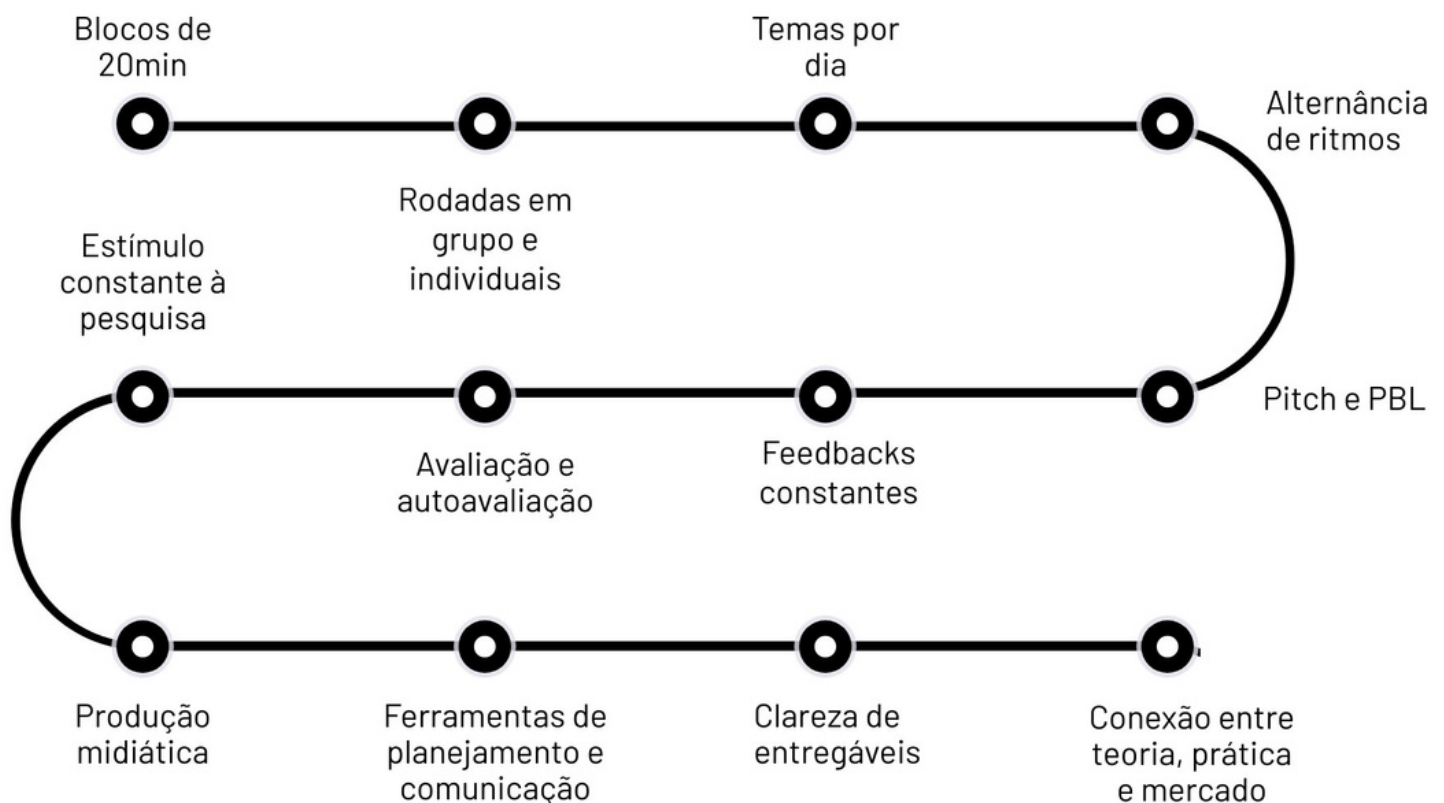 Blocos de
20min
Rodadas em
grupo e
individuais
Temas por
dia
Alternância
de ritmos
Pitch e PBL
Feedbacks
constantes
Avaliação e
autoavaliação
Estímulo
constante à
pesquisa
Produção
midiática
Ferramentas de
planejamento e
comunicação
Clareza de
entregáveis
Conexão entre
teoria, prática
e mercado